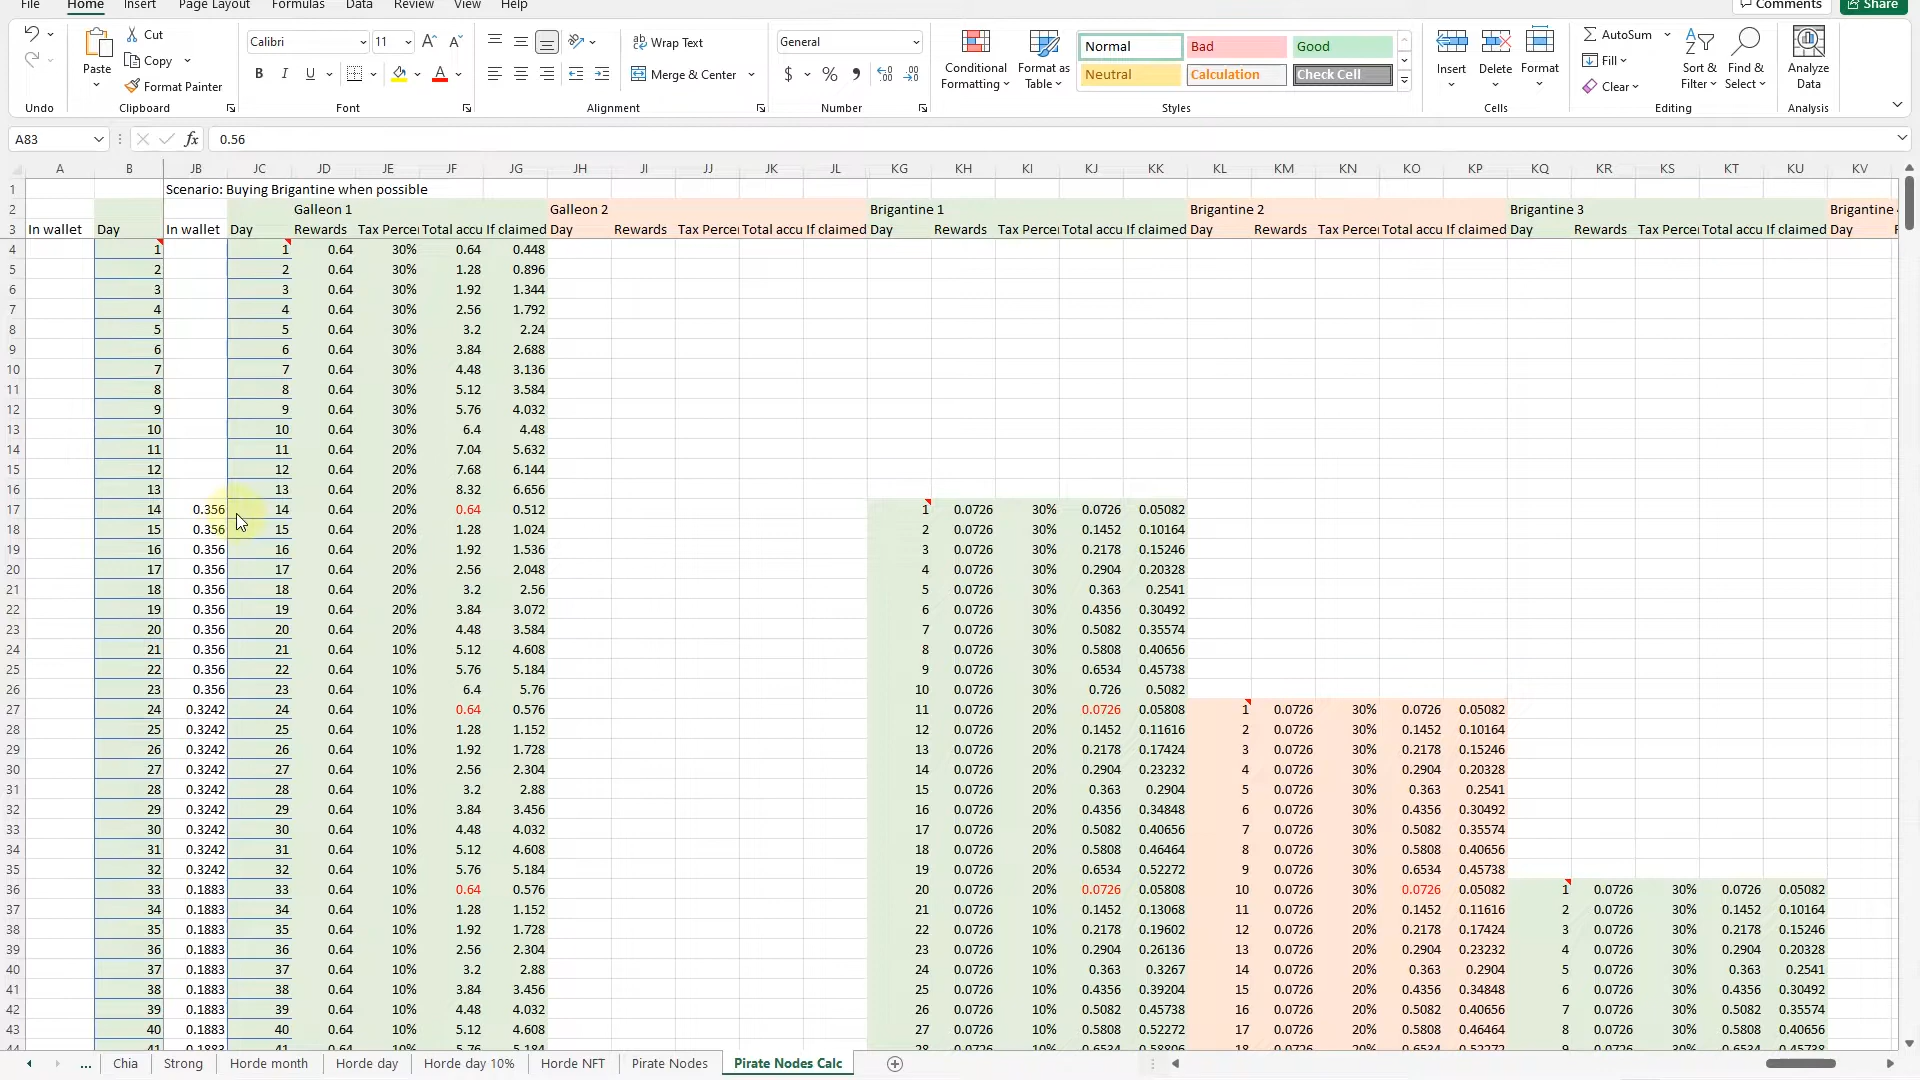 File Home Insert Page Layout Formulas Data Review View Help Comments Share
Cut Calibri 11 Wrap Text General Normal Bad Good AutoSum
Copy Fill
Paste Format Painter Merge & Center Neutral Calculation Check Cell Clear
Conditional Formatting Format as Table Insert Delete Format Sort & Filter Find & Select Analyze Data
Undo Clipboard Font Alignment Number Styles Cells Editing Analysis
A83 fx 0.56
A B JB JC JD JE JF JG JH JI JJ JK JL KG KH KI KJ KK KL KM KN KO KP KQ KR KS KT KU KV
1 Scenario: Buying Brigantine when possible
2 Galleon 1 Galleon 2 Brigantine 1 Brigantine 2 Brigantine 3 Brigantine
3 In wallet Day In wallet Day Rewards Tax Percei Total accu If claimed Day Rewards Tax Percei Total accu If claimed Day Rewards Tax Percei Total accu If claimed Day Rewards Tax Percei Total accu If claimed Day Rewards Tax Percei Total accu If claimed Day
4 1 1 0.64 30% 0.64 0.448
5 2 2 0.64 30% 1.28 0.896
6 3 3 0.64 30% 1.92 1.344
7 4 4 0.64 30% 2.56 1.792
8 5 5 0.64 30% 3.2 2.24
9 6 6 0.64 30% 3.84 2.688
10 7 7 0.64 30% 4.48 3.136
11 8 8 0.64 30% 5.12 3.584
12 9 9 0.64 30% 5.76 4.032
13 10 10 0.64 30% 6.4 4.48
14 11 11 0.64 20% 7.04 5.632
15 12 12 0.64 20% 7.68 6.144
16 13 13 0.64 20% 8.32 6.656
17 14 0.356 14 0.64 20% 0.64 0.512 1 0.0726 30% 0.0726 0.05082
18 15 0.356 15 0.64 20% 1.28 1.024 2 0.0726 30% 0.1452 0.10164
19 16 0.356 16 0.64 20% 1.92 1.536 3 0.0726 30% 0.2178 0.15246
20 17 0.356 17 0.64 20% 2.56 2.048 4 0.0726 30% 0.2904 0.20328
21 18 0.356 18 0.64 20% 3.2 2.56 5 0.0726 30% 0.363 0.2541
22 19 0.356 19 0.64 20% 3.84 3.072 6 0.0726 30% 0.4356 0.30492
23 20 0.356 20 0.64 20% 4.48 3.584 7 0.0726 30% 0.5082 0.35574
24 21 0.356 21 0.64 10% 5.12 4.608 8 0.0726 30% 0.5808 0.40656
25 22 0.356 22 0.64 10% 5.76 5.184 9 0.0726 30% 0.6534 0.45738
26 23 0.356 23 0.64 10% 6.4 5.76 10 0.0726 30% 0.726 0.5082
27 24 0.3242 24 0.64 10% 0.64 0.576 11 0.0726 20% 0.0726 0.05808 1 0.0726 30% 0.0726 0.05082
28 25 0.3242 25 0.64 10% 1.28 1.152 12 0.0726 20% 0.1452 0.11616 2 0.0726 30% 0.1452 0.10164
29 26 0.3242 26 0.64 10% 1.92 1.728 13 0.0726 20% 0.2178 0.17424 3 0.0726 30% 0.2178 0.15246
30 27 0.3242 27 0.64 10% 2.56 2.304 14 0.0726 20% 0.2904 0.23232 4 0.0726 30% 0.2904 0.20328
31 28 0.3242 28 0.64 10% 3.2 2.88 15 0.0726 20% 0.363 0.2904 5 0.0726 30% 0.363 0.2541
32 29 0.3242 29 0.64 10% 3.84 3.456 16 0.0726 20% 0.4356 0.34848 6 0.0726 30% 0.4356 0.30492
33 30 0.3242 30 0.64 10% 4.48 4.032 17 0.0726 20% 0.5082 0.40656 7 0.0726 30% 0.5082 0.35574
34 31 0.3242 31 0.64 10% 5.12 4.608 18 0.0726 20% 0.5808 0.46464 8 0.0726 30% 0.5808 0.40656
35 32 0.3242 32 0.64 10% 5.76 5.184 19 0.0726 20% 0.6534 0.52272 9 0.0726 30% 0.6534 0.45738
36 33 0.1883 33 0.64 10% 0.64 0.576 20 0.0726 20% 0.0726 0.05808 10 0.0726 30% 0.0726 0.05082 1 0.0726 30% 0.0726 0.05082
37 34 0.1883 34 0.64 10% 1.28 1.152 21 0.0726 10% 0.1452 0.13068 11 0.0726 20% 0.1452 0.11616 2 0.0726 30% 0.1452 0.10164
38 35 0.1883 35 0.64 10% 1.92 1.728 22 0.0726 10% 0.2178 0.19602 12 0.0726 20% 0.2178 0.17424 3 0.0726 30% 0.2178 0.15246
39 36 0.1883 36 0.64 10% 2.56 2.304 23 0.0726 10% 0.2904 0.26136 13 0.0726 20% 0.2904 0.23232 4 0.0726 30% 0.2904 0.20328
40 37 0.1883 37 0.64 10% 3.2 2.88 24 0.0726 10% 0.363 0.3267 14 0.0726 20% 0.363 0.2904 5 0.0726 30% 0.363 0.2541
41 38 0.1883 38 0.64 10% 3.84 3.456 25 0.0726 10% 0.4356 0.39204 15 0.0726 20% 0.4356 0.34848 6 0.0726 30% 0.4356 0.30492
42 39 0.1883 39 0.64 10% 4.48 4.032 26 0.0726 10% 0.5082 0.45738 16 0.0726 20% 0.5082 0.40656 7 0.0726 30% 0.5082 0.35574
43 40 0.1883 40 0.64 10% 5.12 4.608 27 0.0726 10% 0.5808 0.52272 17 0.0726 20% 0.5808 0.46464 8 0.0726 30% 0.5808 0.40656
... Chia Strong Horde month Horde day Horde day 10% Horde NFT Pirate Nodes Pirate Nodes Calc